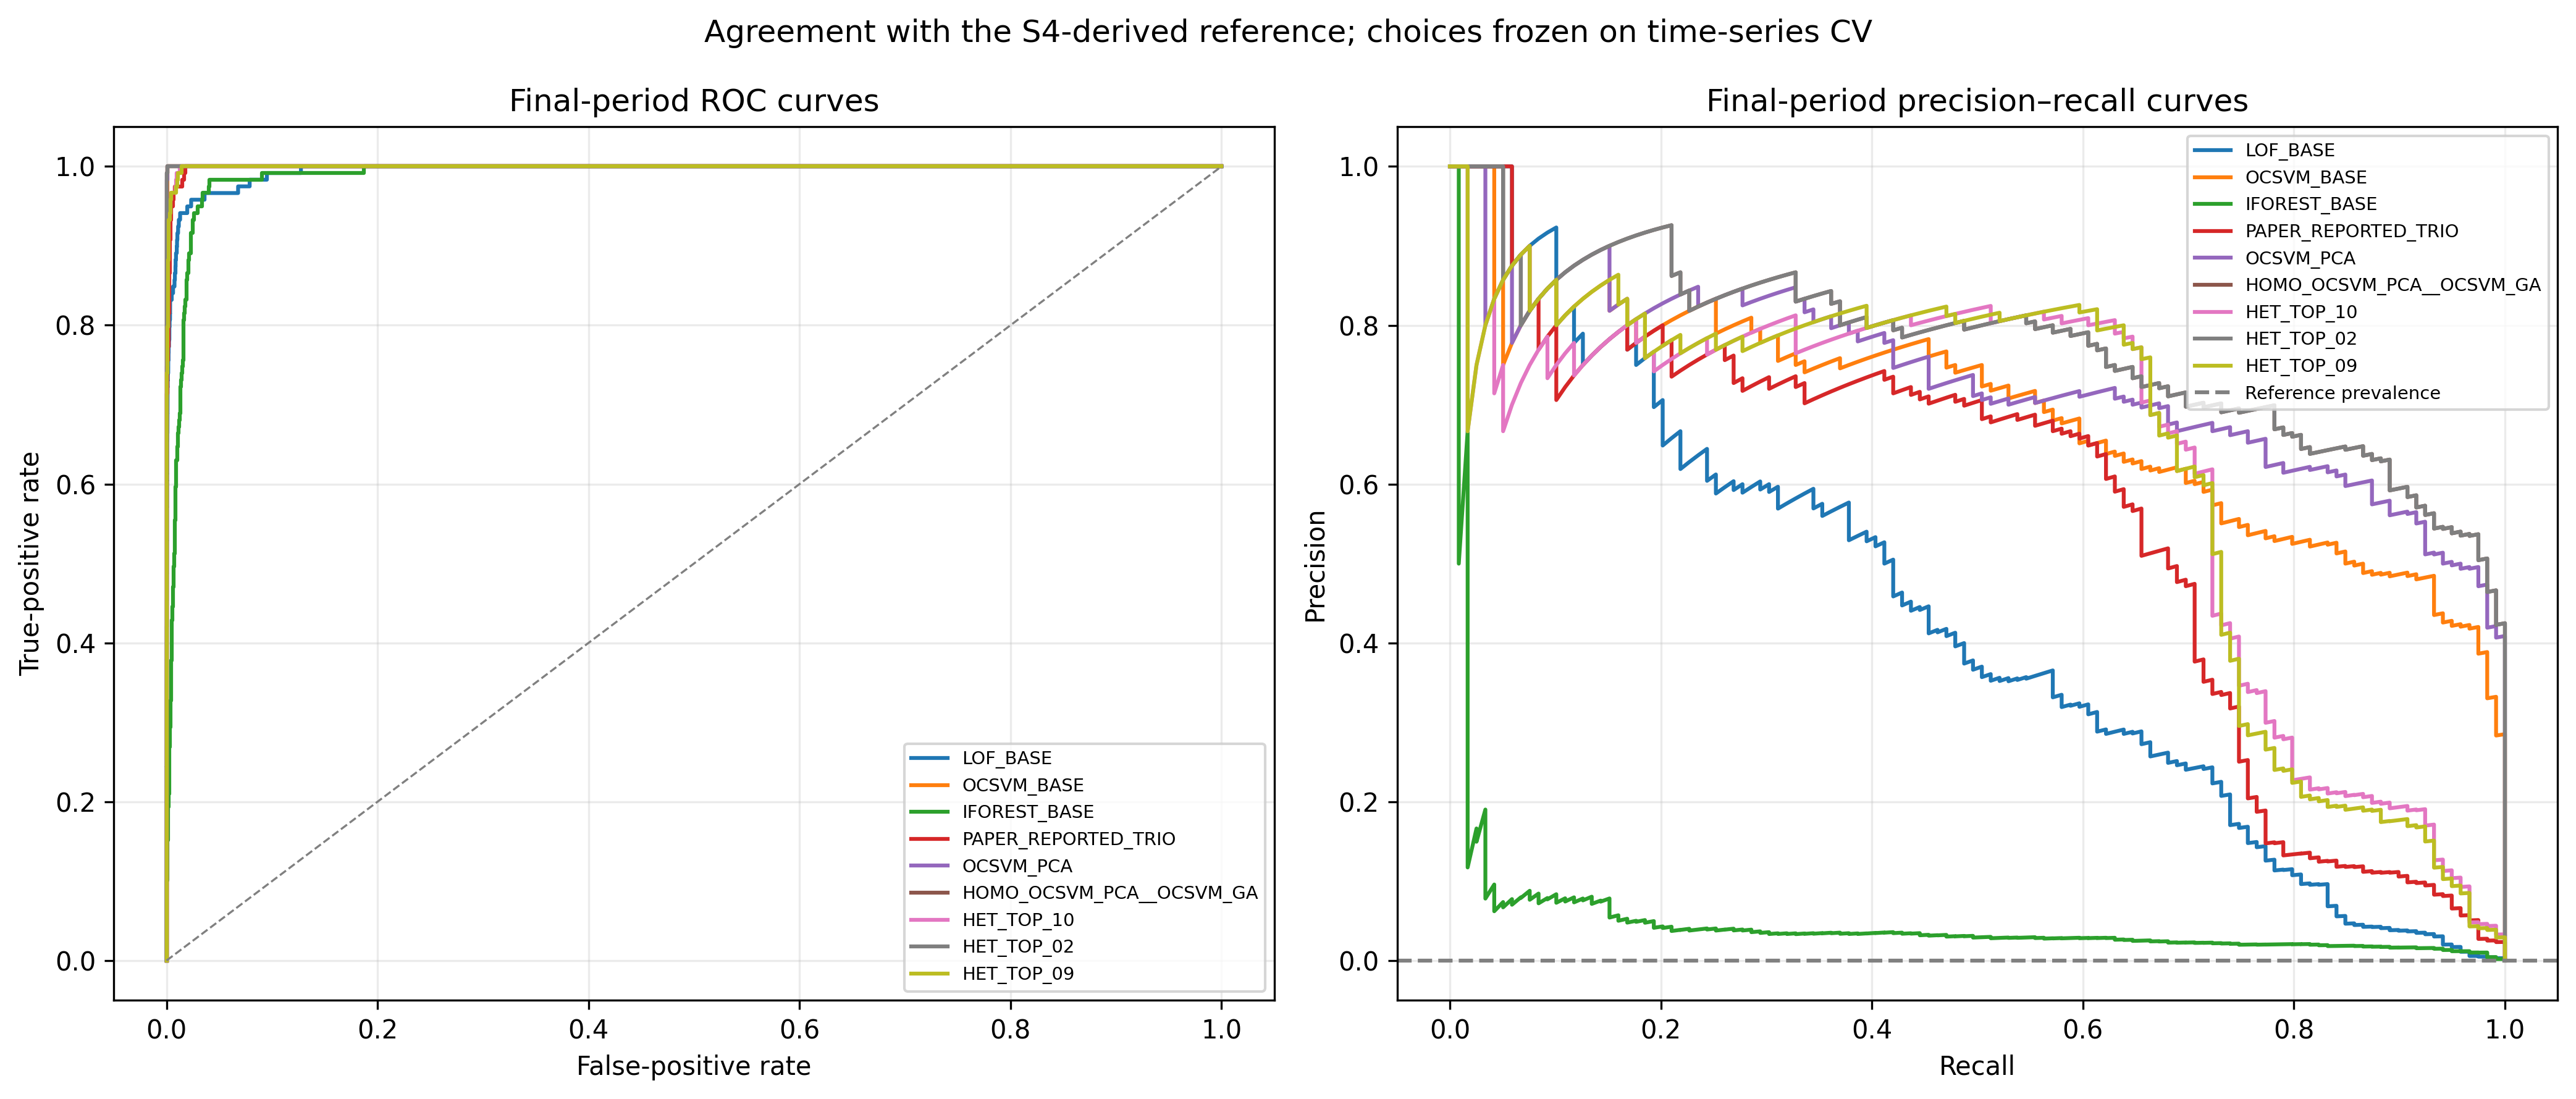 Agreement with the S4-derived reference; choices frozen on time-series CV
Final-period ROC curves
True-positive rate
1.0
0.8
0.6
0.4
0.2
0.0
0.0 0.2 0.4 0.6 0.8 1.0
False-positive rate
LOF_BASE
OCSVM_BASE
IFOREST_BASE
PAPER_REPORTED_TRIO
OCSVM_PCA
HOMO_OCSVM_PCA__OCSVM_GA
HET_TOP_10
HET_TOP_02
HET_TOP_09
Final-period precision–recall curves
Precision
1.0
0.8
0.6
0.4
0.2
0.0
0.0 0.2 0.4 0.6 0.8 1.0
Recall
LOF_BASE
OCSVM_BASE
IFOREST_BASE
PAPER_REPORTED_TRIO
OCSVM_PCA
HOMO_OCSVM_PCA__OCSVM_GA
HET_TOP_10
HET_TOP_02
HET_TOP_09
Reference prevalence